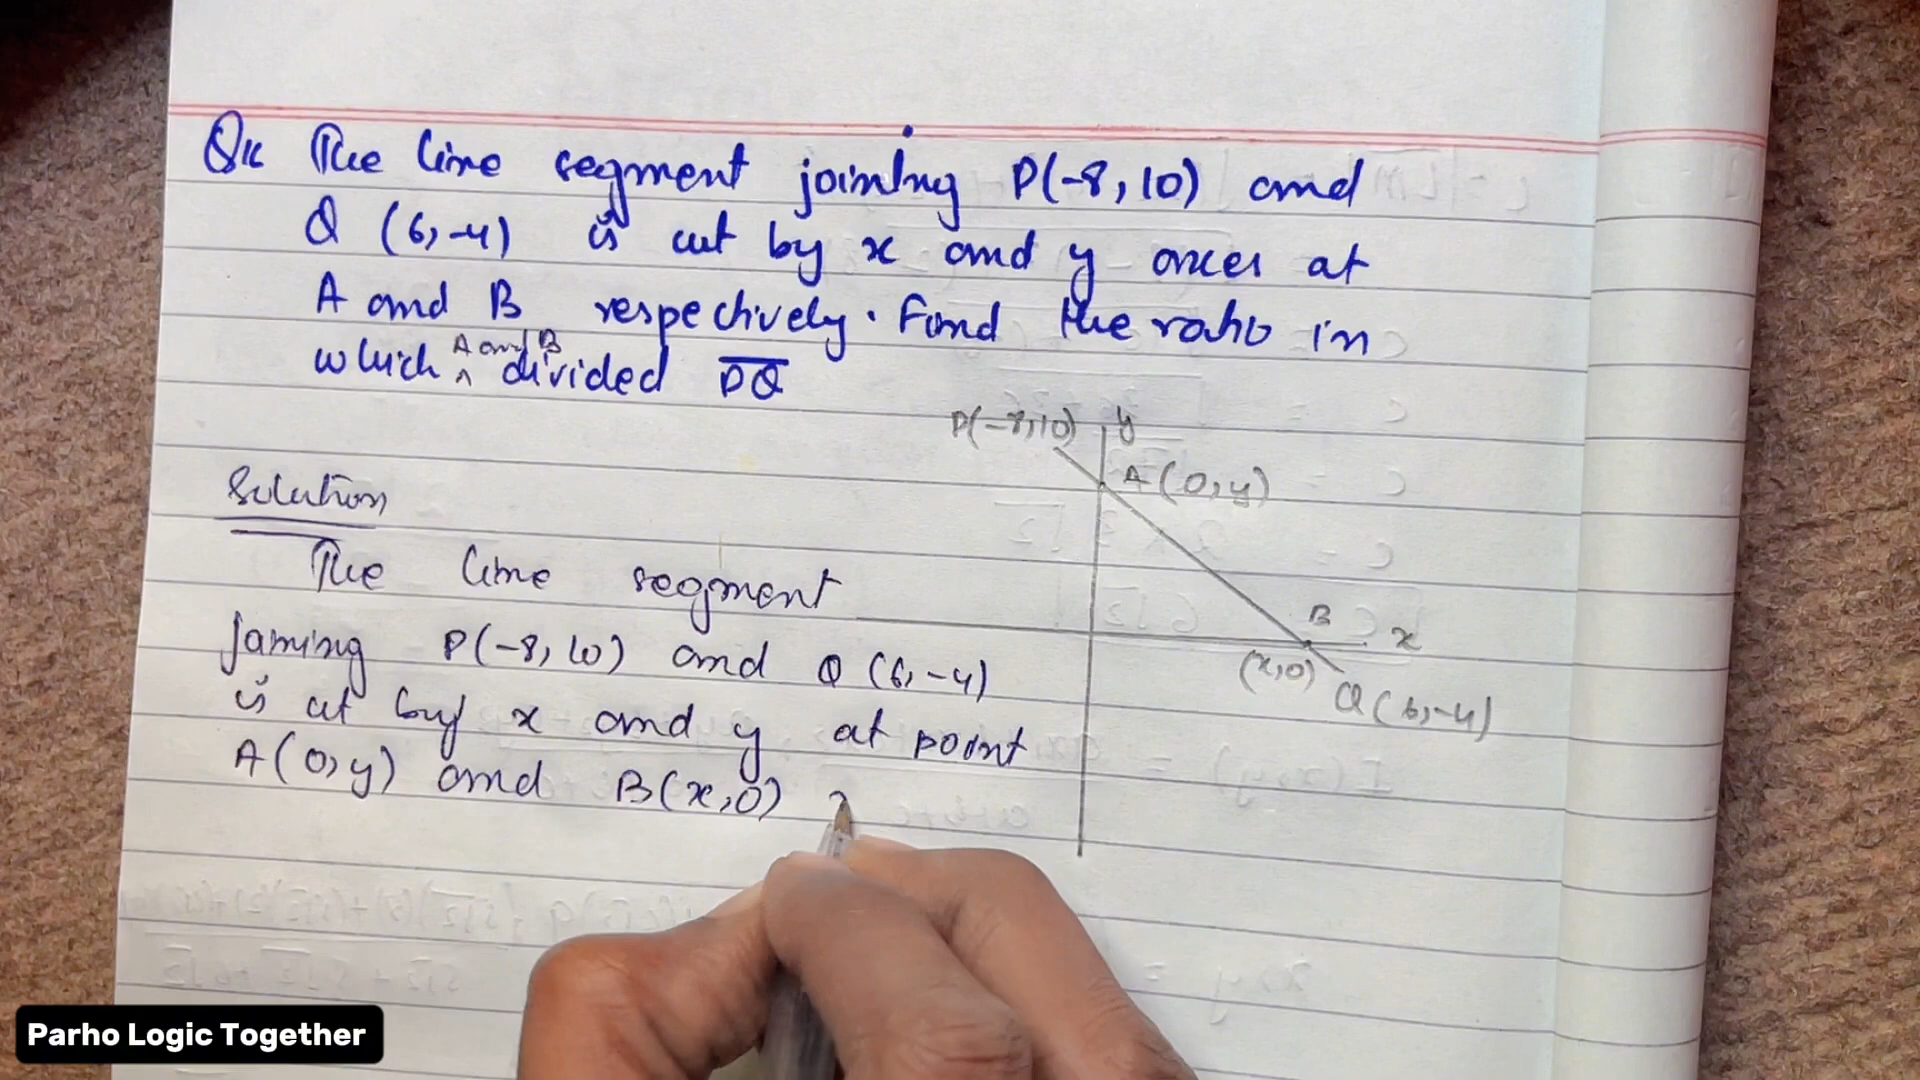 Q:- The line segment joining P(-8, 10) and
Q (6, -4) is cut by x and y axes at
A and B respectively. Find the ratio in
which A and B divided PQ
P(-8,10) y
A(0,y)
Solution
The line segment
B
x
(x,0)
Q(6,-4)
Joining P(-8, 10) and Q (6, -4)
is cut by x and y at point
A(0,y) and B(x,0)
Parho Logic Together